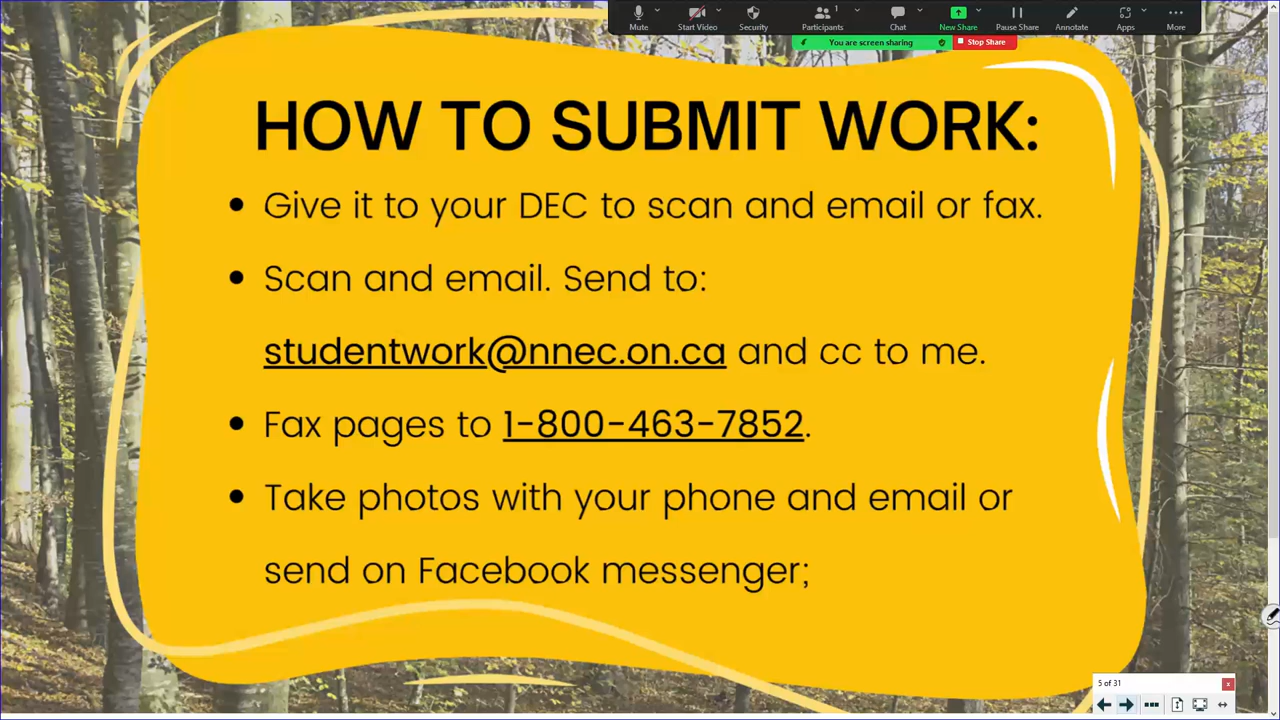 Mute
Start Video
Security
Participants
1
Chat
New Share
Pause Share
Annotate
Apps
More
You are screen sharing
Stop Share
HOW TO SUBMIT WORK:
• Give it to your DEC to scan and email or fax.
• Scan and email. Send to:
studentwork@nnec.on.ca and cc to me.
• Fax pages to 1-800-463-7852.
• Take photos with your phone and email or
send on Facebook messenger;
5 of 31